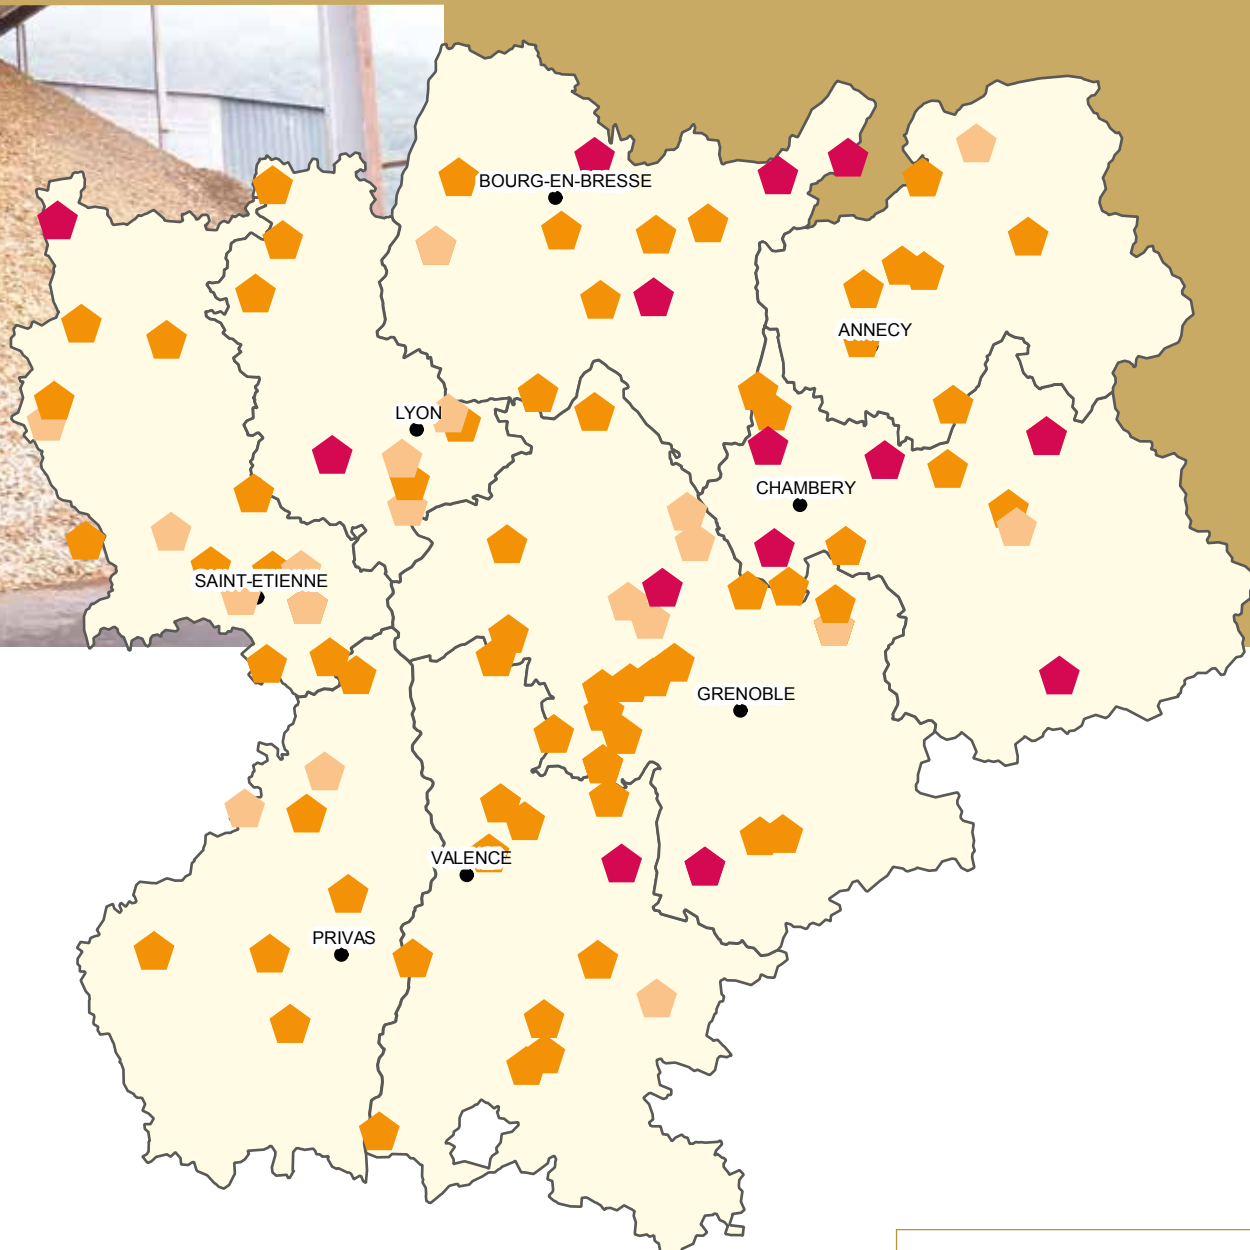 BOURG-EN-BRESSE
ANNECY
LYON
CHAMBERY
SAINT-ETIENNE
GRENOBLE
VALENCE
PRIVAS